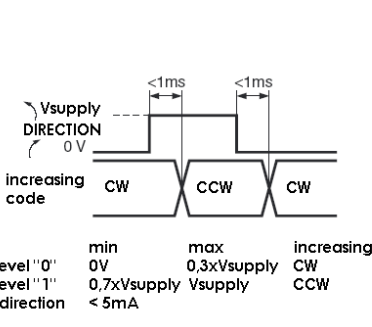 <1ms <1ms
Vsupply
DIRECTION
0 V
increasing
code
CW CCW CW
min max increasing
evel "0" 0V 0,3xVsupply CW
evel "1" 0,7xVsupply Vsupply CCW
direction < 5mA